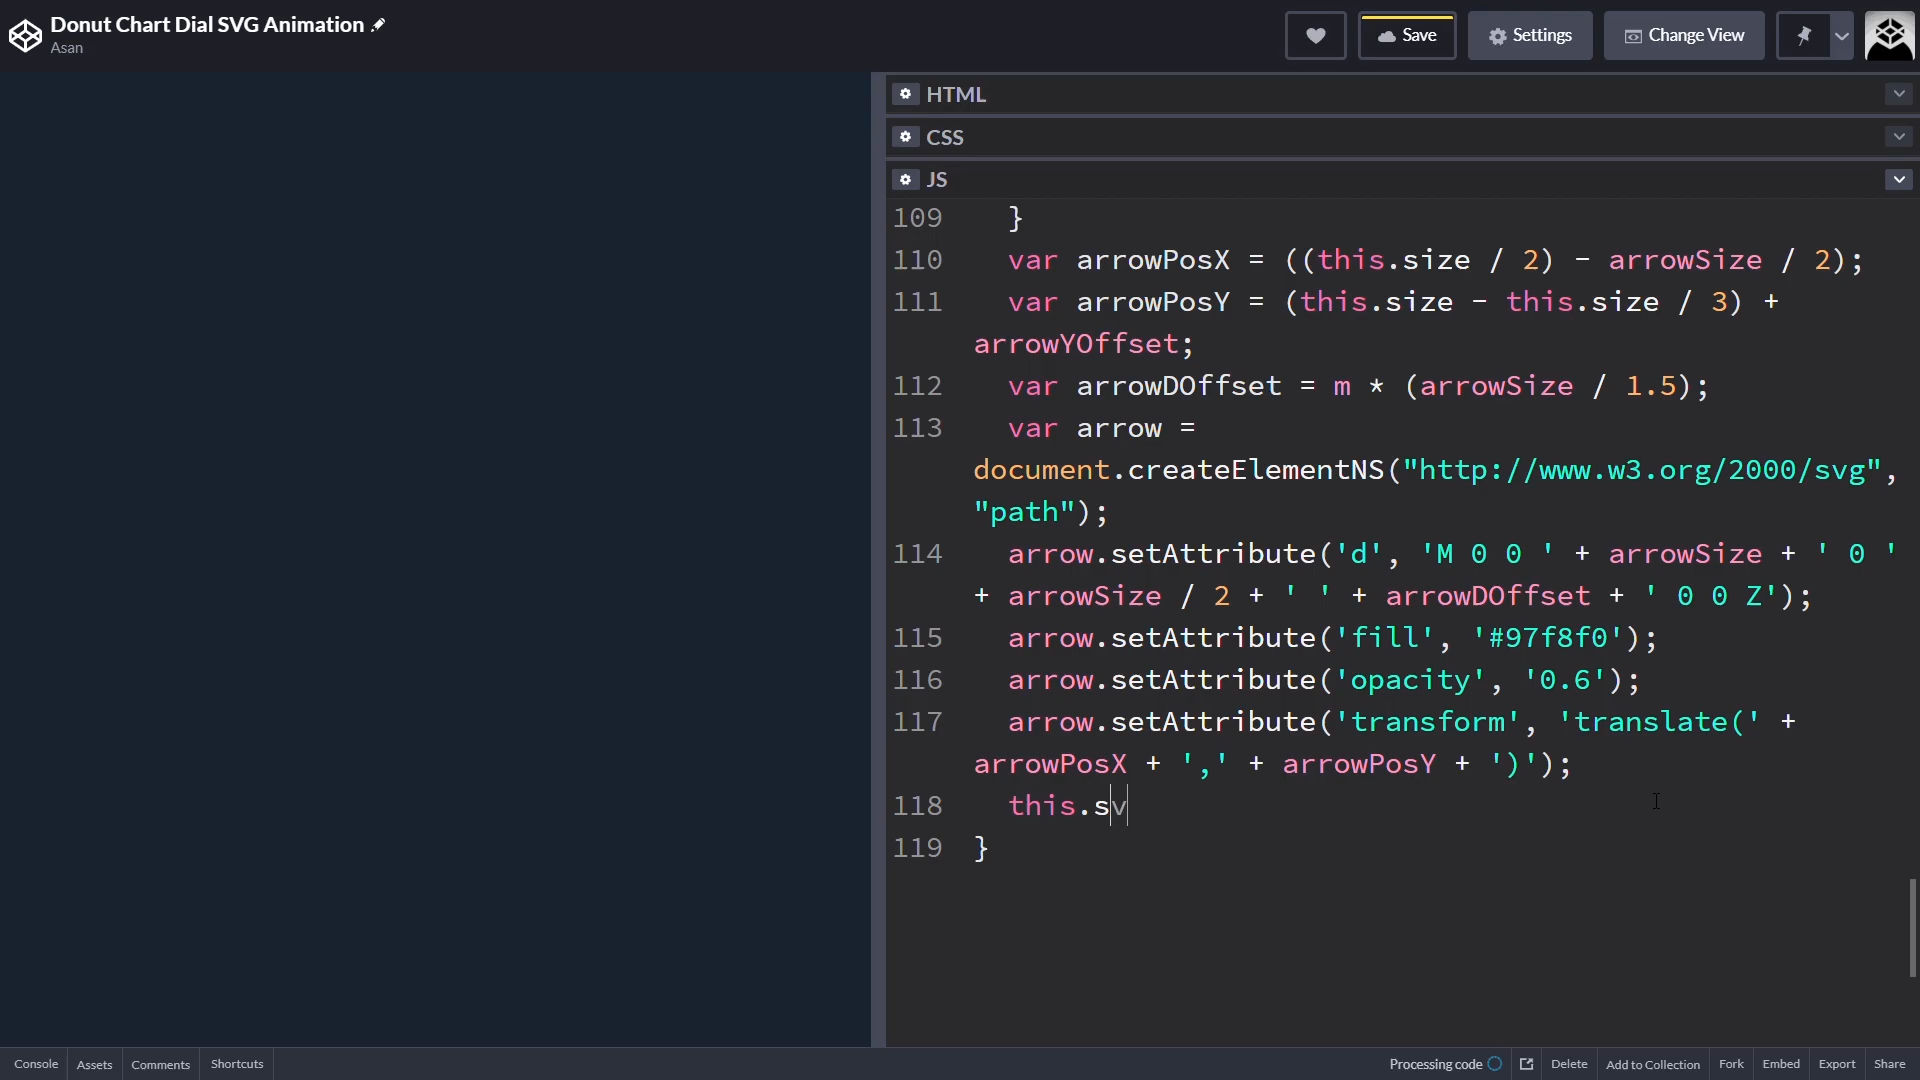 Donut Chart Dial SVG Animation
Asan
Save
Settings
Change View
HTML
CSS
JS
109 }
110 var arrowPosX = ((this.size / 2) - arrowSize / 2);
111 var arrowPosY = (this.size - this.size / 3) +
arrowYOffset;
112 var arrowDOffset = m * (arrowSize / 1.5);
113 var arrow =
document.createElementNS("http://www.w3.org/2000/svg",
"path");
114 arrow.setAttribute('d', 'M 0 0 ' + arrowSize + ' 0 '
+ arrowSize / 2 + ' ' + arrowDOffset + ' 0 0 Z');
115 arrow.setAttribute('fill', '#97f8f0');
116 arrow.setAttribute('opacity', '0.6');
117 arrow.setAttribute('transform', 'translate(' +
arrowPosX + ',' + arrowPosY + ')');
118 this.sv
119 }
Console Assets Comments Shortcuts Processing code Delete Add to Collection Fork Embed Export Share